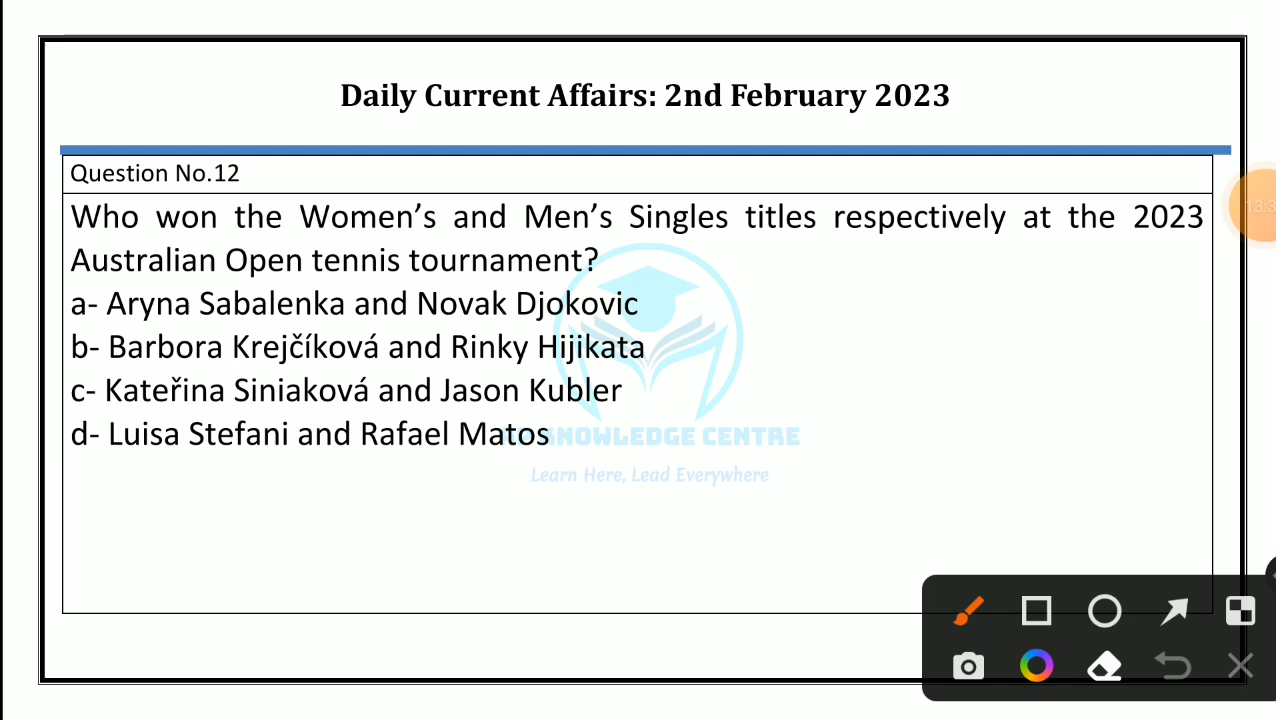 Daily Current Affairs: 2nd February 2023
Question No.12
Who won the Women’s and Men’s Singles titles respectively at the 2023
Australian Open tennis tournament?
a- Aryna Sabalenka and Novak Djokovic
b- Barbora Krejčíková and Rinky Hijikata
c- Kateřina Siniaková and Jason Kubler
d- Luisa Stefani and Rafael Matos
KNOWLEDGE CENTRE
Learn Here, Lead Everywhere